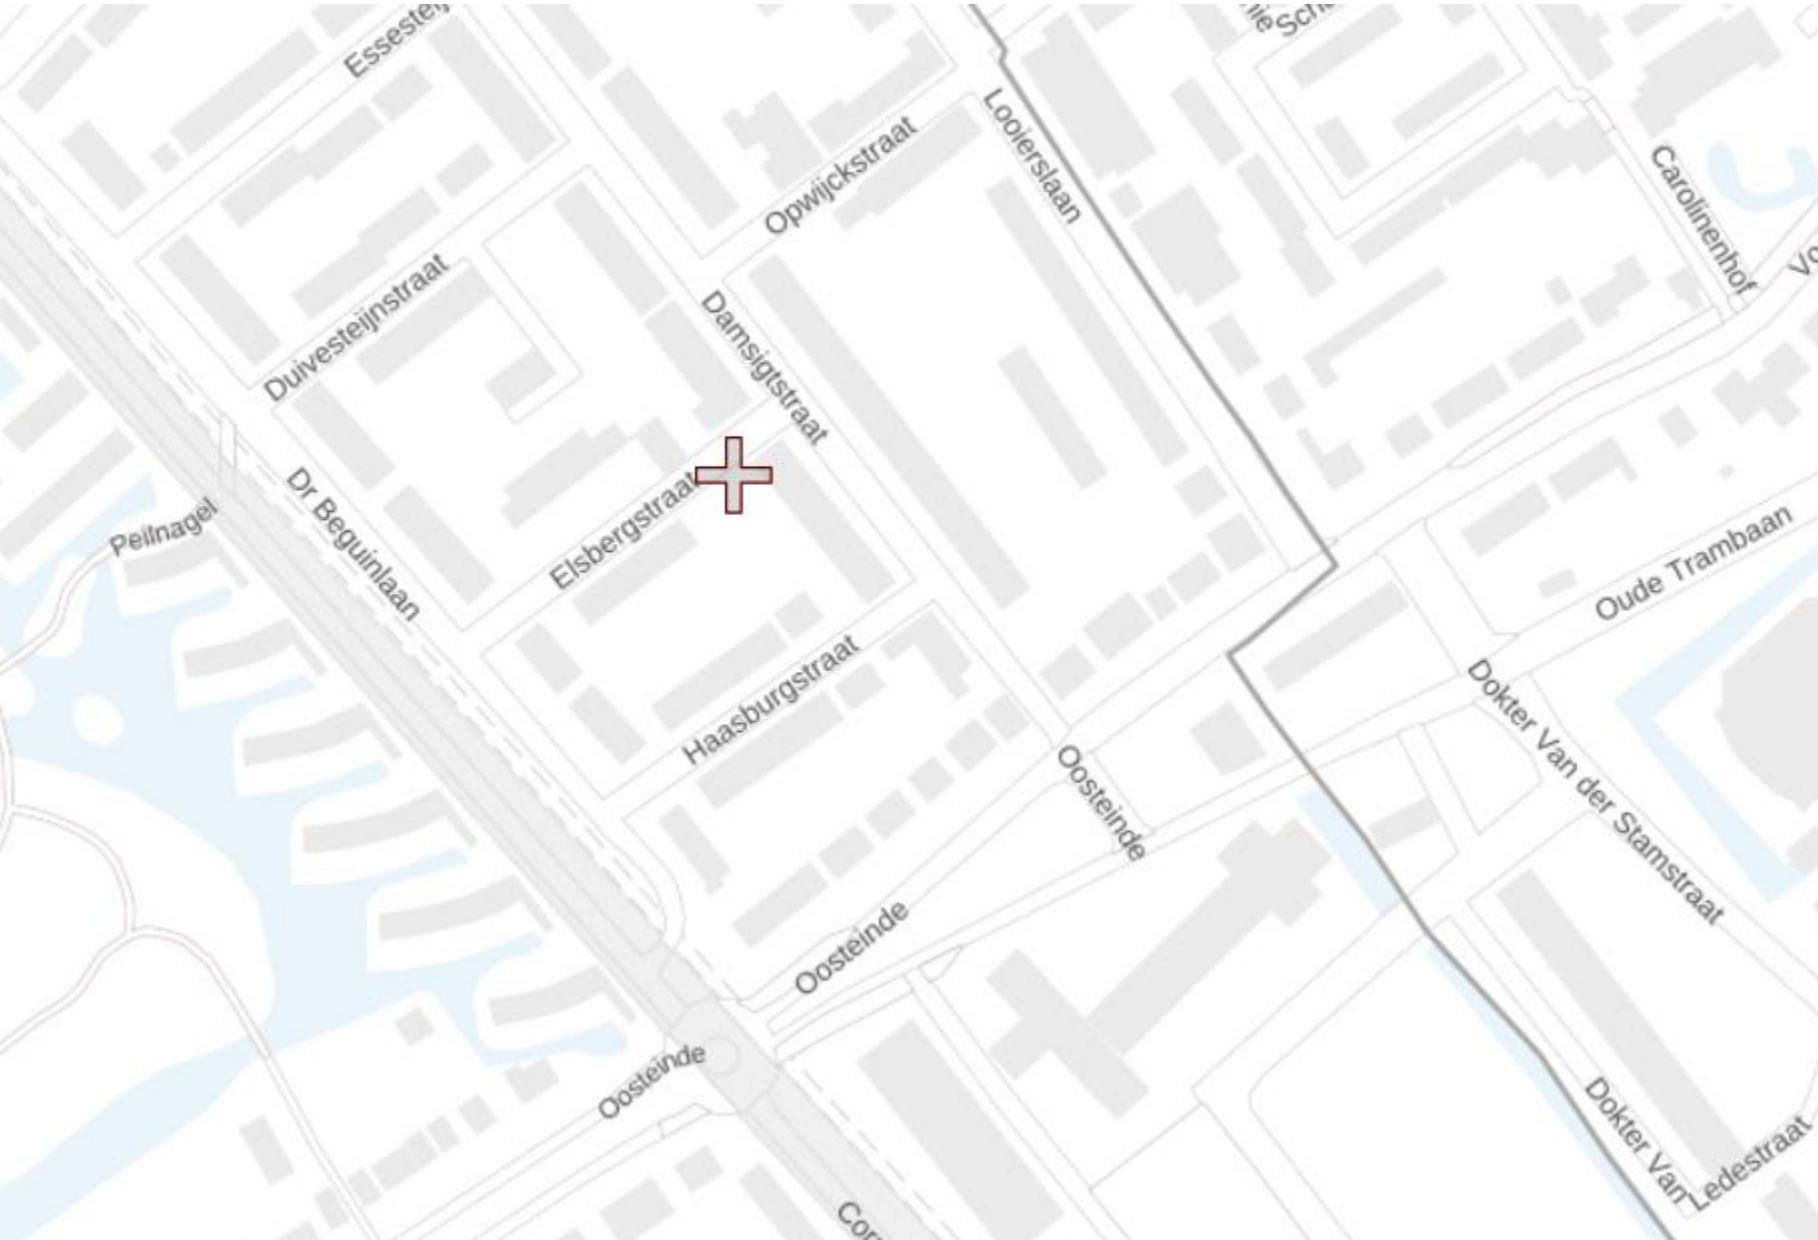 Looierslaan
Carolinenhof
Opwijckstraat
Duivesteijnstraat
Damsigtstraat
Peilnagel
Dr Beguinlaan
Elsbergstraat
Oude Trambaan
Haasburgstraat
Dokter Van der Stamstraat
Oosteinde
Oosteinde
Oosteinde
Dokter Van
Ledestraat